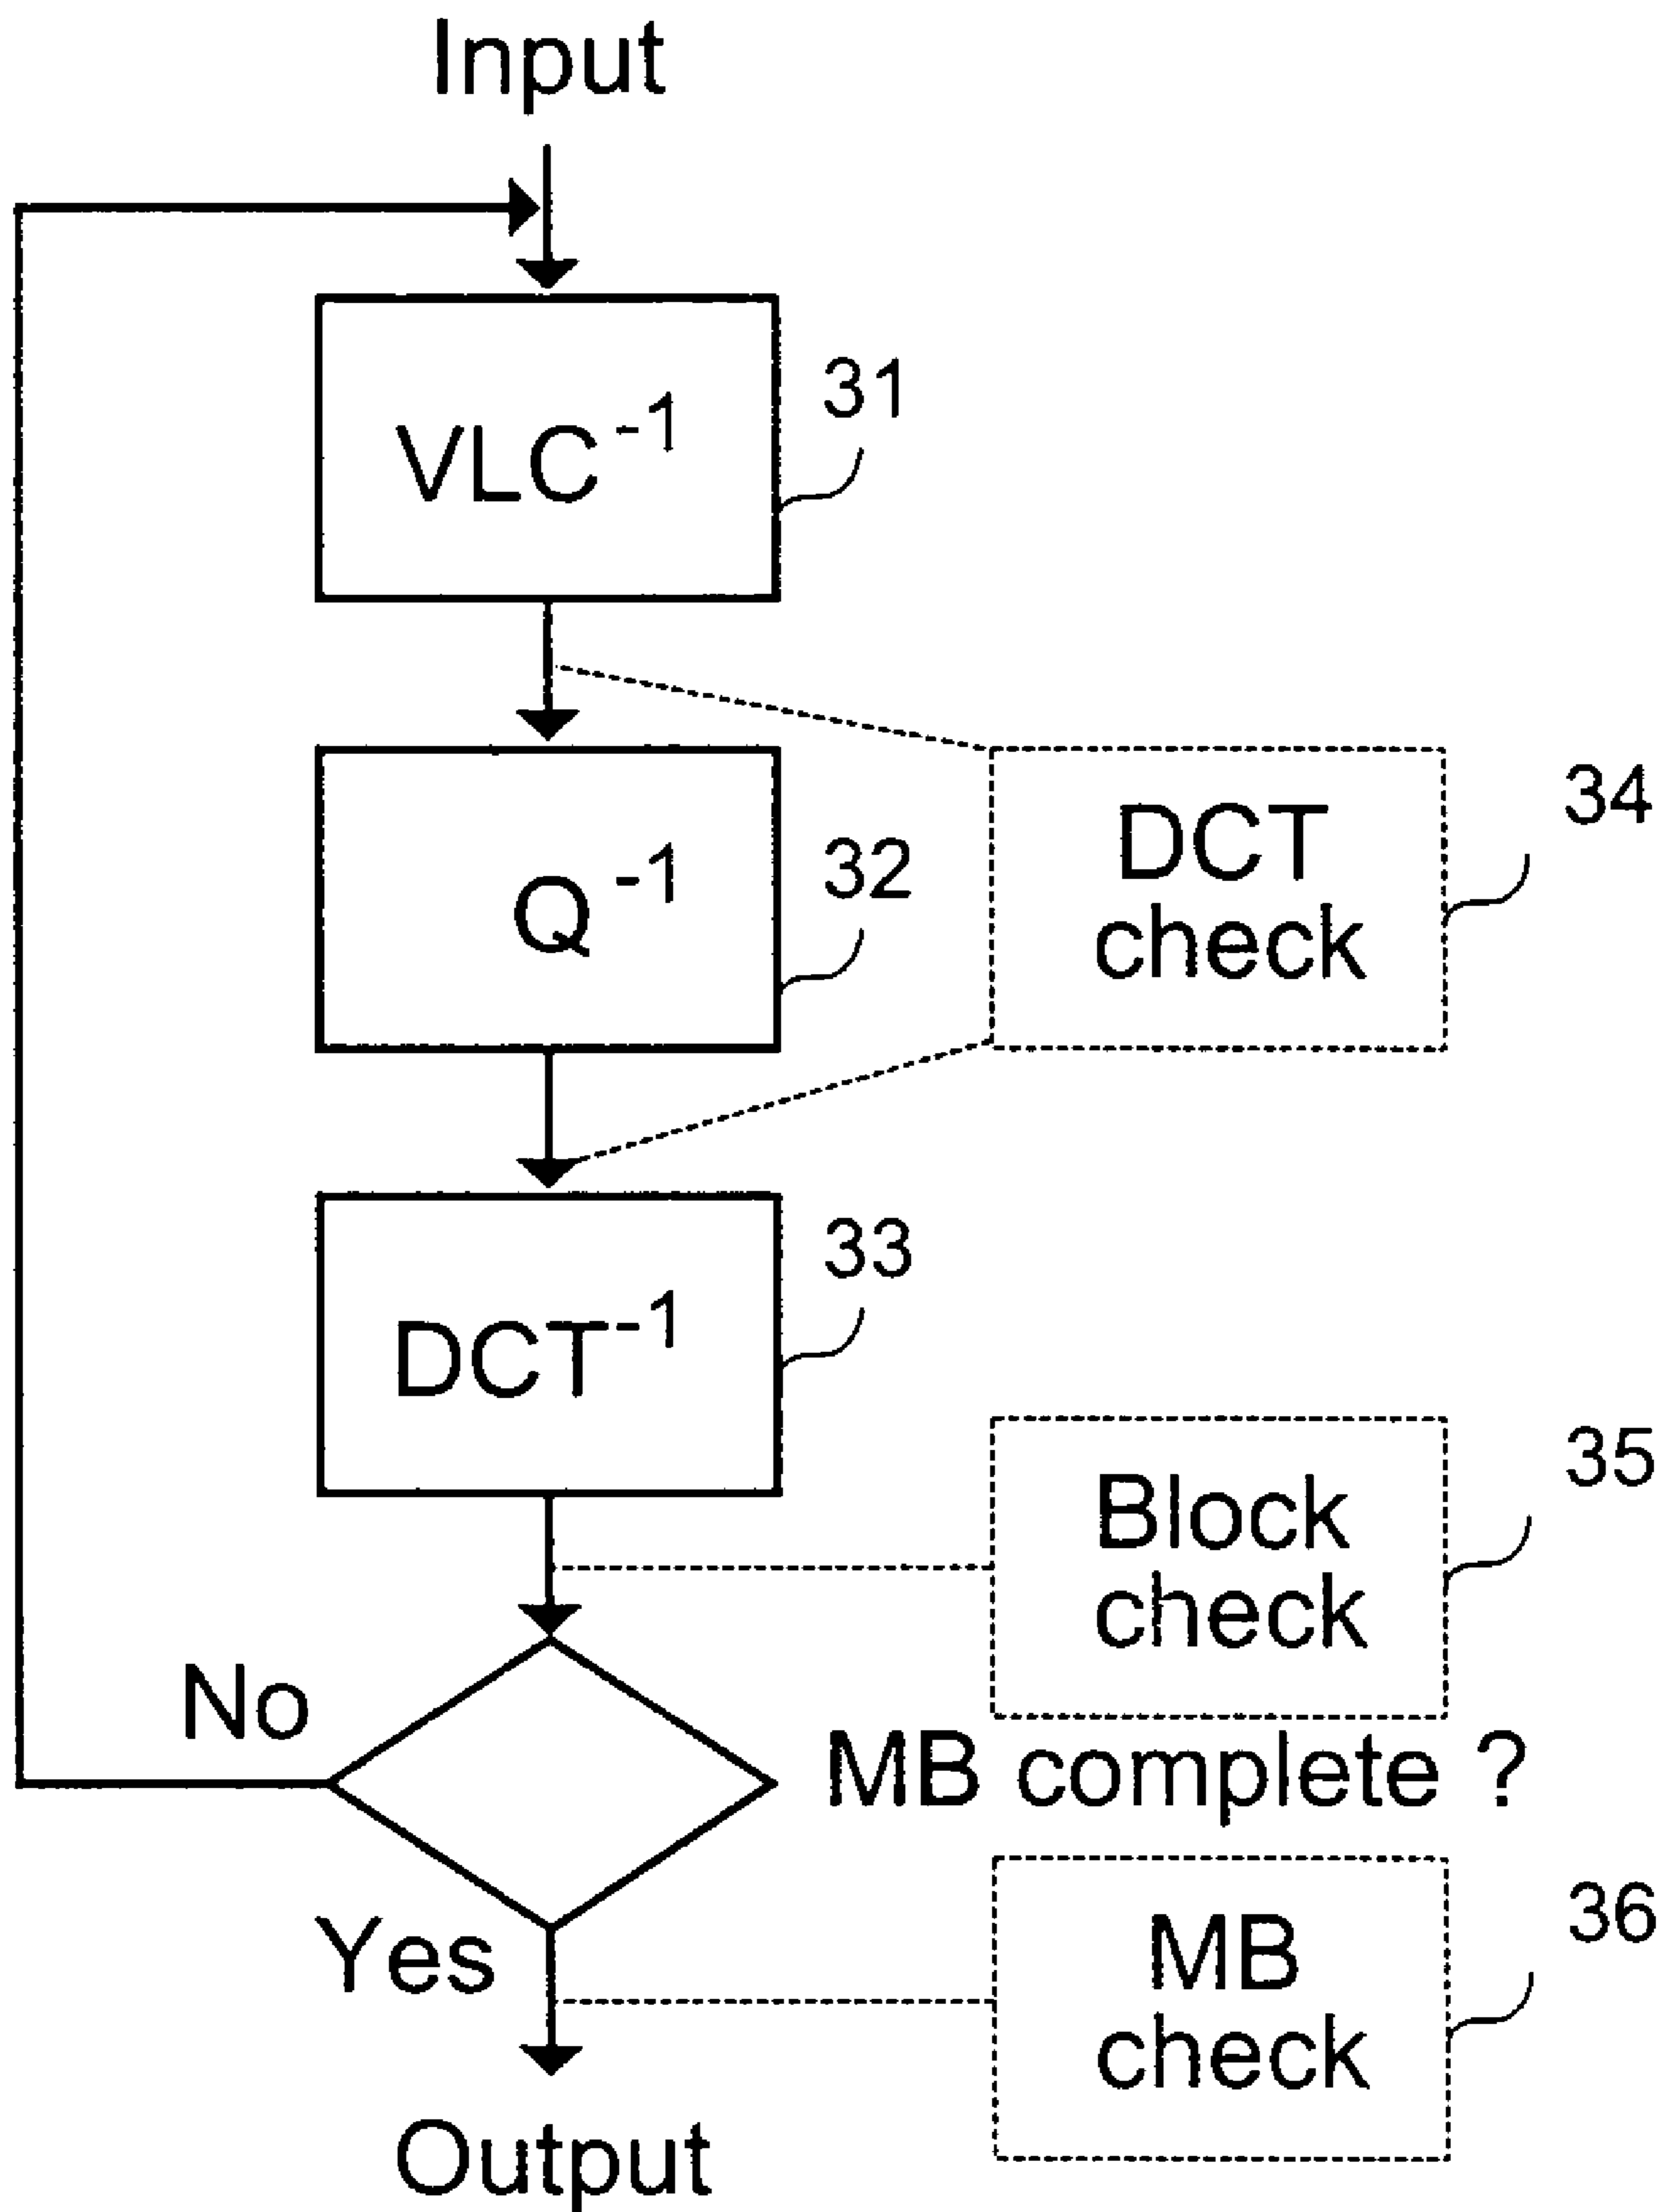 Input
31
VLC⁻¹
34
DCT
check
32
Q⁻¹
33
DCT⁻¹
35
Block
check
No
MB complete ?
36
Yes
MB
check
Output